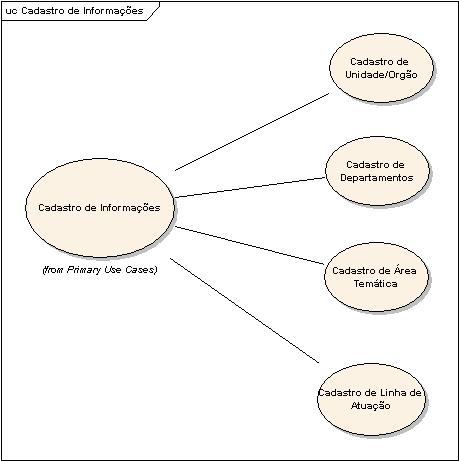 uc Cadastro de Informações
Cadastro de
Unidade/Orgão
Cadastro de
Departamentos
Cadastro de Informações
(from Primary Use Cases)
Cadastro de Área
Temática
Cadastro de Linha de
Atuação